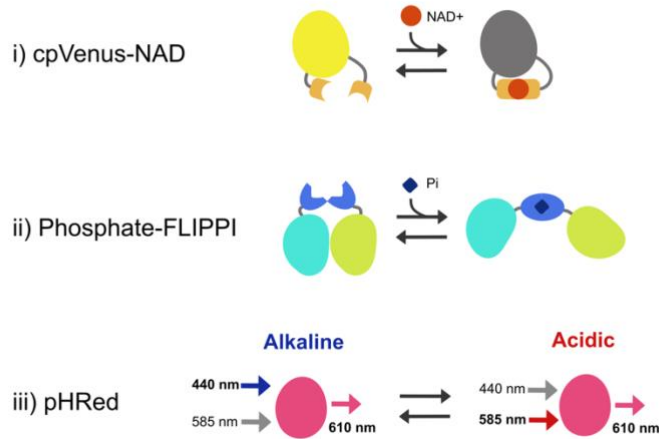 i) cpVenus-NAD
NAD+
ii) Phosphate-FLIPPI
Pi
Alkaline
Acidic
iii) pHRed
440 nm
585 nm
610 nm
440 nm
585 nm
610 nm